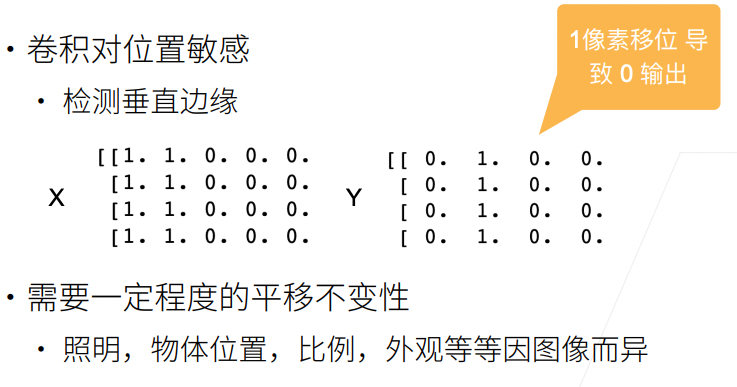 1像素移位 导
致 0 输出
• 卷积对位置敏感
• 检测垂直边缘
X
[[1. 1. 0. 0. 0.
[1. 1. 0. 0. 0.
[1. 1. 0. 0. 0.
[1. 1. 0. 0. 0.
Y
[[ 0. 1. 0. 0.
[ 0. 1. 0. 0.
[ 0. 1. 0. 0.
[ 0. 1. 0. 0.
• 需要一定程度的平移不变性
• 照明，物体位置，比例，外观等等因图像而异